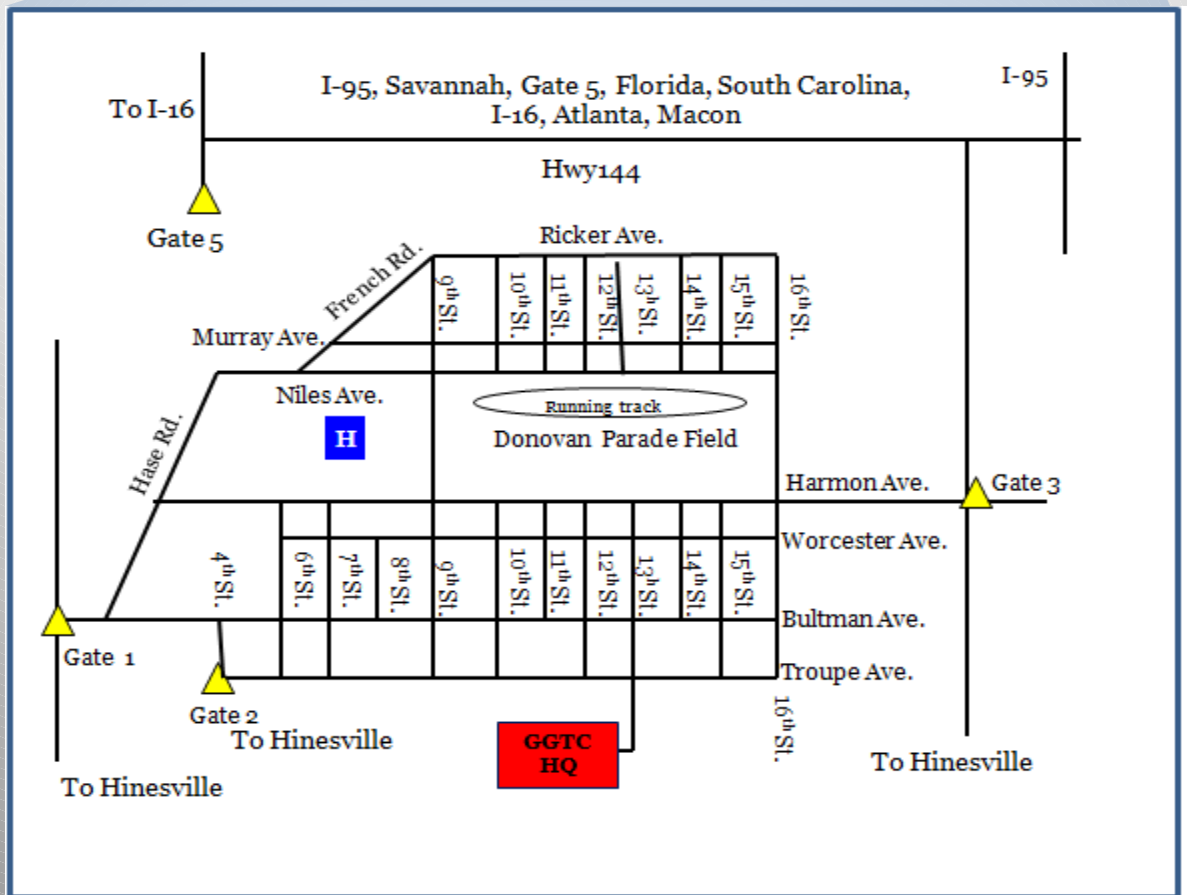 I-95, Savannah, Gate 5, Florida, South Carolina,
I-16, Atlanta, Macon
I-95
To I-16
Hwy144
Gate 5
Ricker Ave.
French Rd.
9th St.
10th St.
11th St.
12th St.
13th St.
14th St.
15th St.
16th St.
Murray Ave.
Niles Ave.
H
Running track
Donovan Parade Field
Hase Rd.
Harmon Ave.
Gate 3
Worcester Ave.
4th St.
6th St.
7th St.
8th St.
9th St.
10th St.
11th St.
12th St.
13th St.
14th St.
15th St.
Bultman Ave.
Gate 1
Troupe Ave.
Gate 2
To Hinesville
16th St.
GGTC
HQ
To Hinesville
To Hinesville